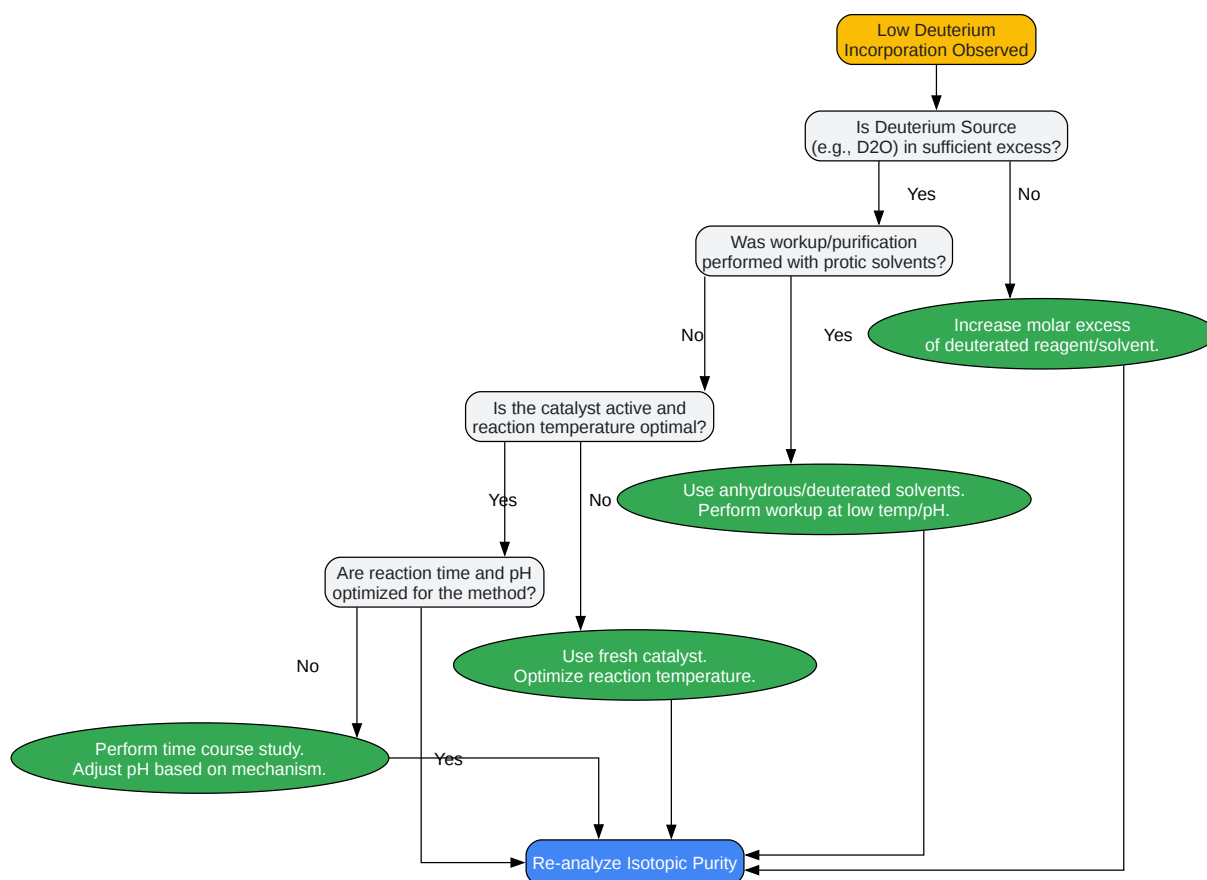 Low Deuterium
Incorporation Observed
Is Deuterium Source
(e.g., D2O) in sufficient excess?
Yes
No
Was workup/purification
performed with protic solvents?
Increase molar excess
of deuterated reagent/solvent.
No
Yes
Is the catalyst active and
reaction temperature optimal?
Use anhydrous/deuterated solvents.
Perform workup at low temp/pH.
Yes
No
Are reaction time and pH
optimized for the method?
Use fresh catalyst.
Optimize reaction temperature.
No
Perform time course study.
Adjust pH based on mechanism.
Yes
Re-analyze Isotopic Purity